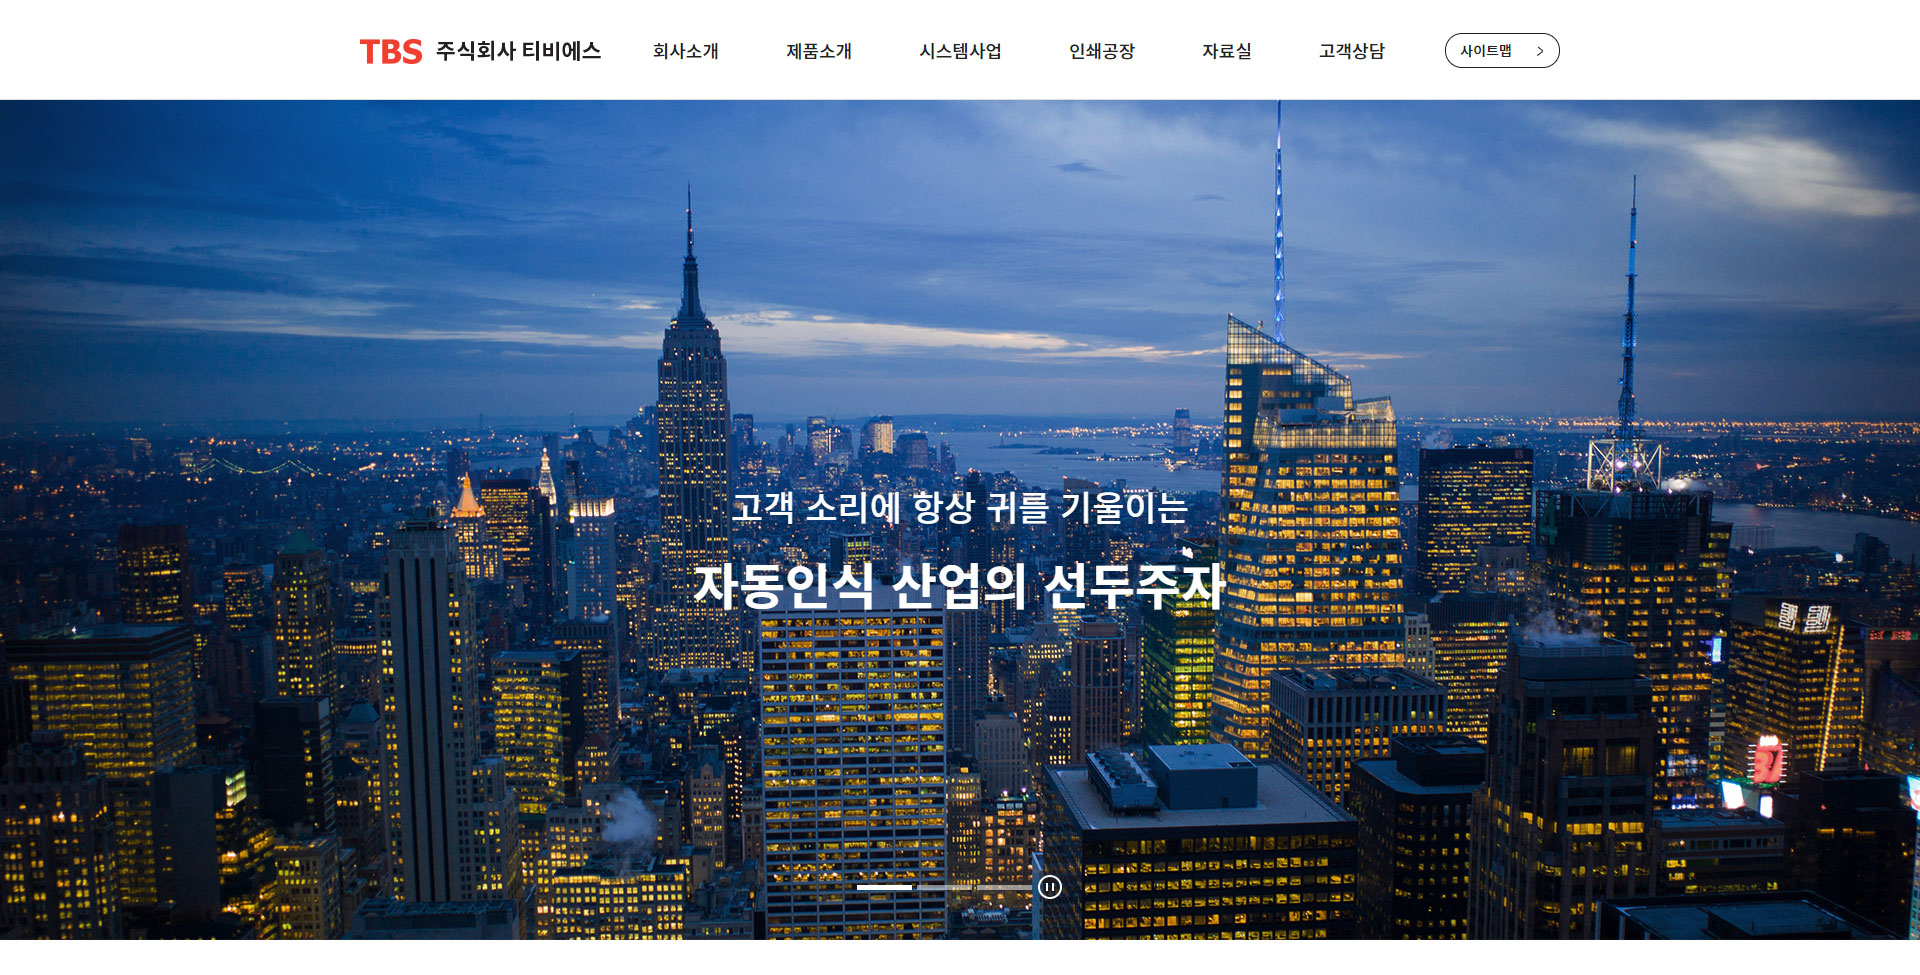 TBS 주식회사 티비에스
회사소개
제품소개
시스템사업
인쇄공장
자료실
고객상담
사이트맵
고객 소리에 항상 귀를 기울이는
자동인식 산업의 선두주자